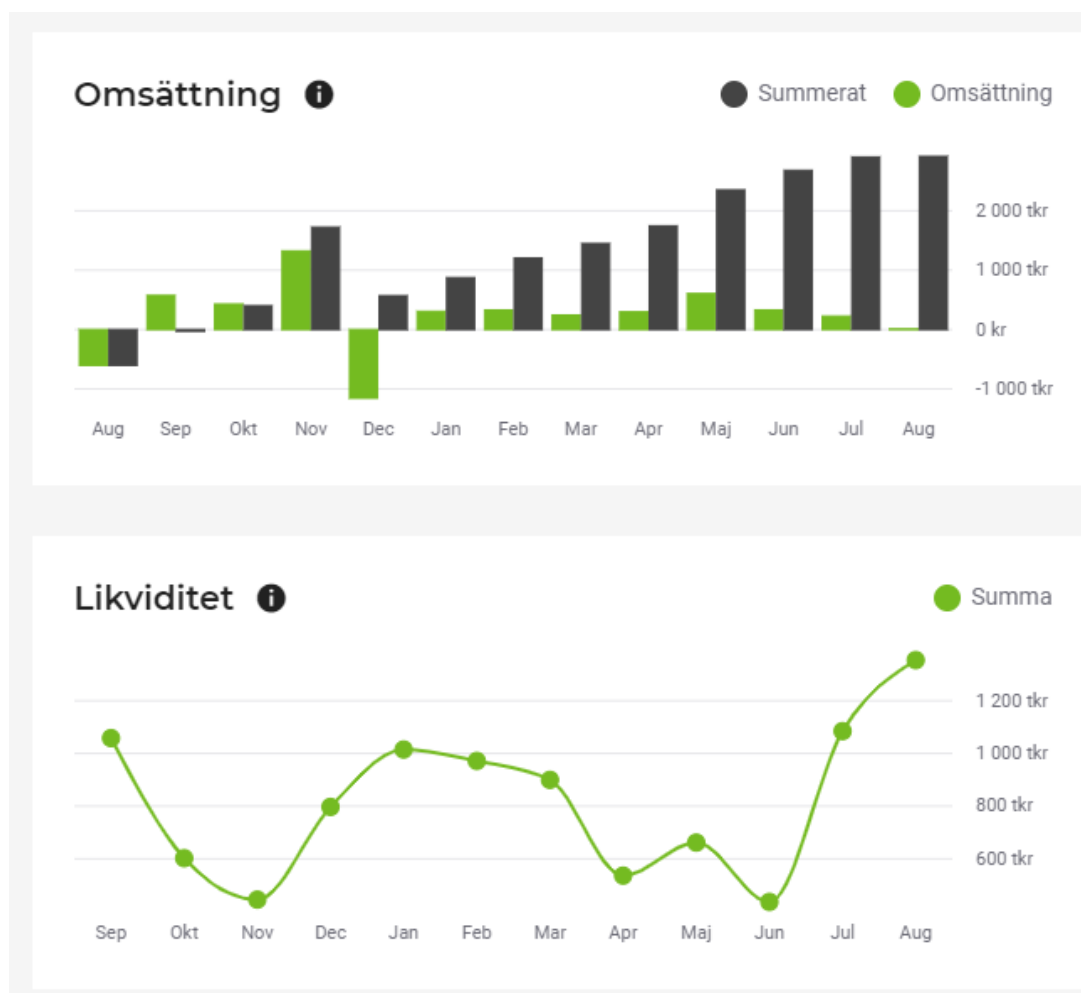 Omsättning
Summerat Omsättning
2 000 tkr
1 000 tkr
0 kr
-1 000 tkr
Aug Sep Okt Nov Dec Jan Feb Mar Apr Maj Jun Jul Aug
Likviditet
Summa
1 200 tkr
1 000 tkr
800 tkr
600 tkr
Sep Okt Nov Dec Jan Feb Mar Apr Maj Jun Jul Aug